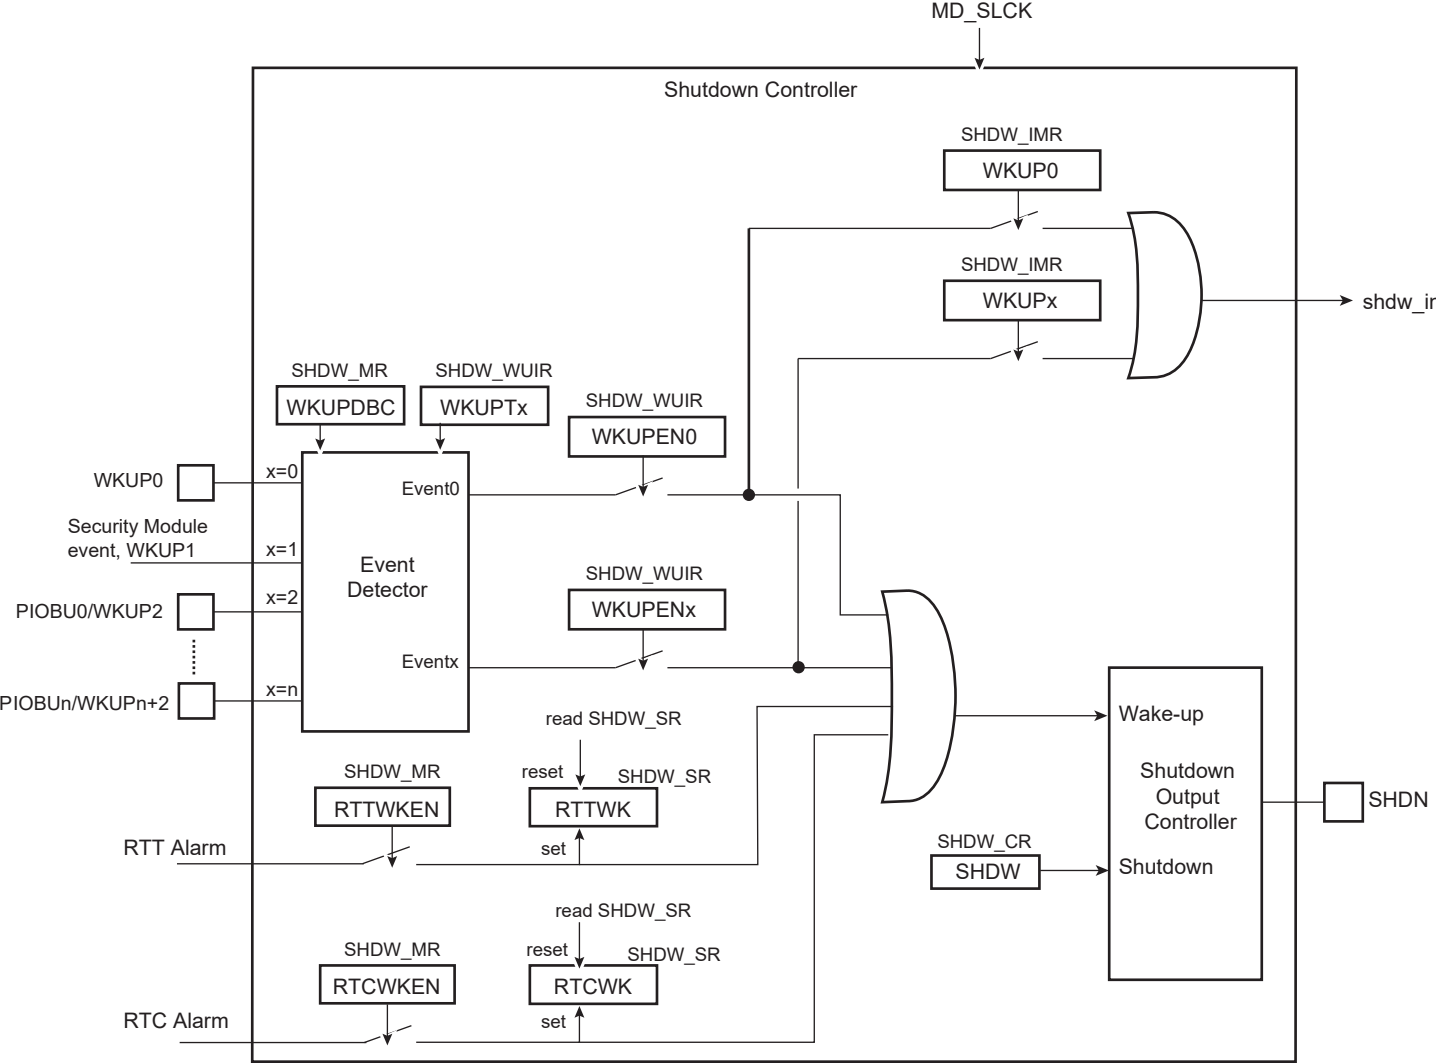 MD_SLCK
Shutdown Controller
SHDW_IMR
WKUP0
SHDW_IMR
WKUPx
shdw_ir
SHDW_MR
WKUPDBC
SHDW_WUIR
WKUPTx
SHDW_WUIR
WKUPEN0
WKUP0
x=0
Event0
Security Module
event, WKUP1
x=1
Event
Detector
PIOBU0/WKUP2
x=2
SHDW_WUIR
WKUPENx
Eventx
PIOBUn/WKUPn+2
x=n
read SHDW_SR
reset
SHDW_SR
RTTWK
set
SHDW_MR
RTTWKEN
RTT Alarm
Wake-up
Shutdown
Output
Controller
SHDN
SHDW_CR
SHDW
Shutdown
read SHDW_SR
reset
SHDW_SR
RTCWK
set
SHDW_MR
RTCWKEN
RTC Alarm